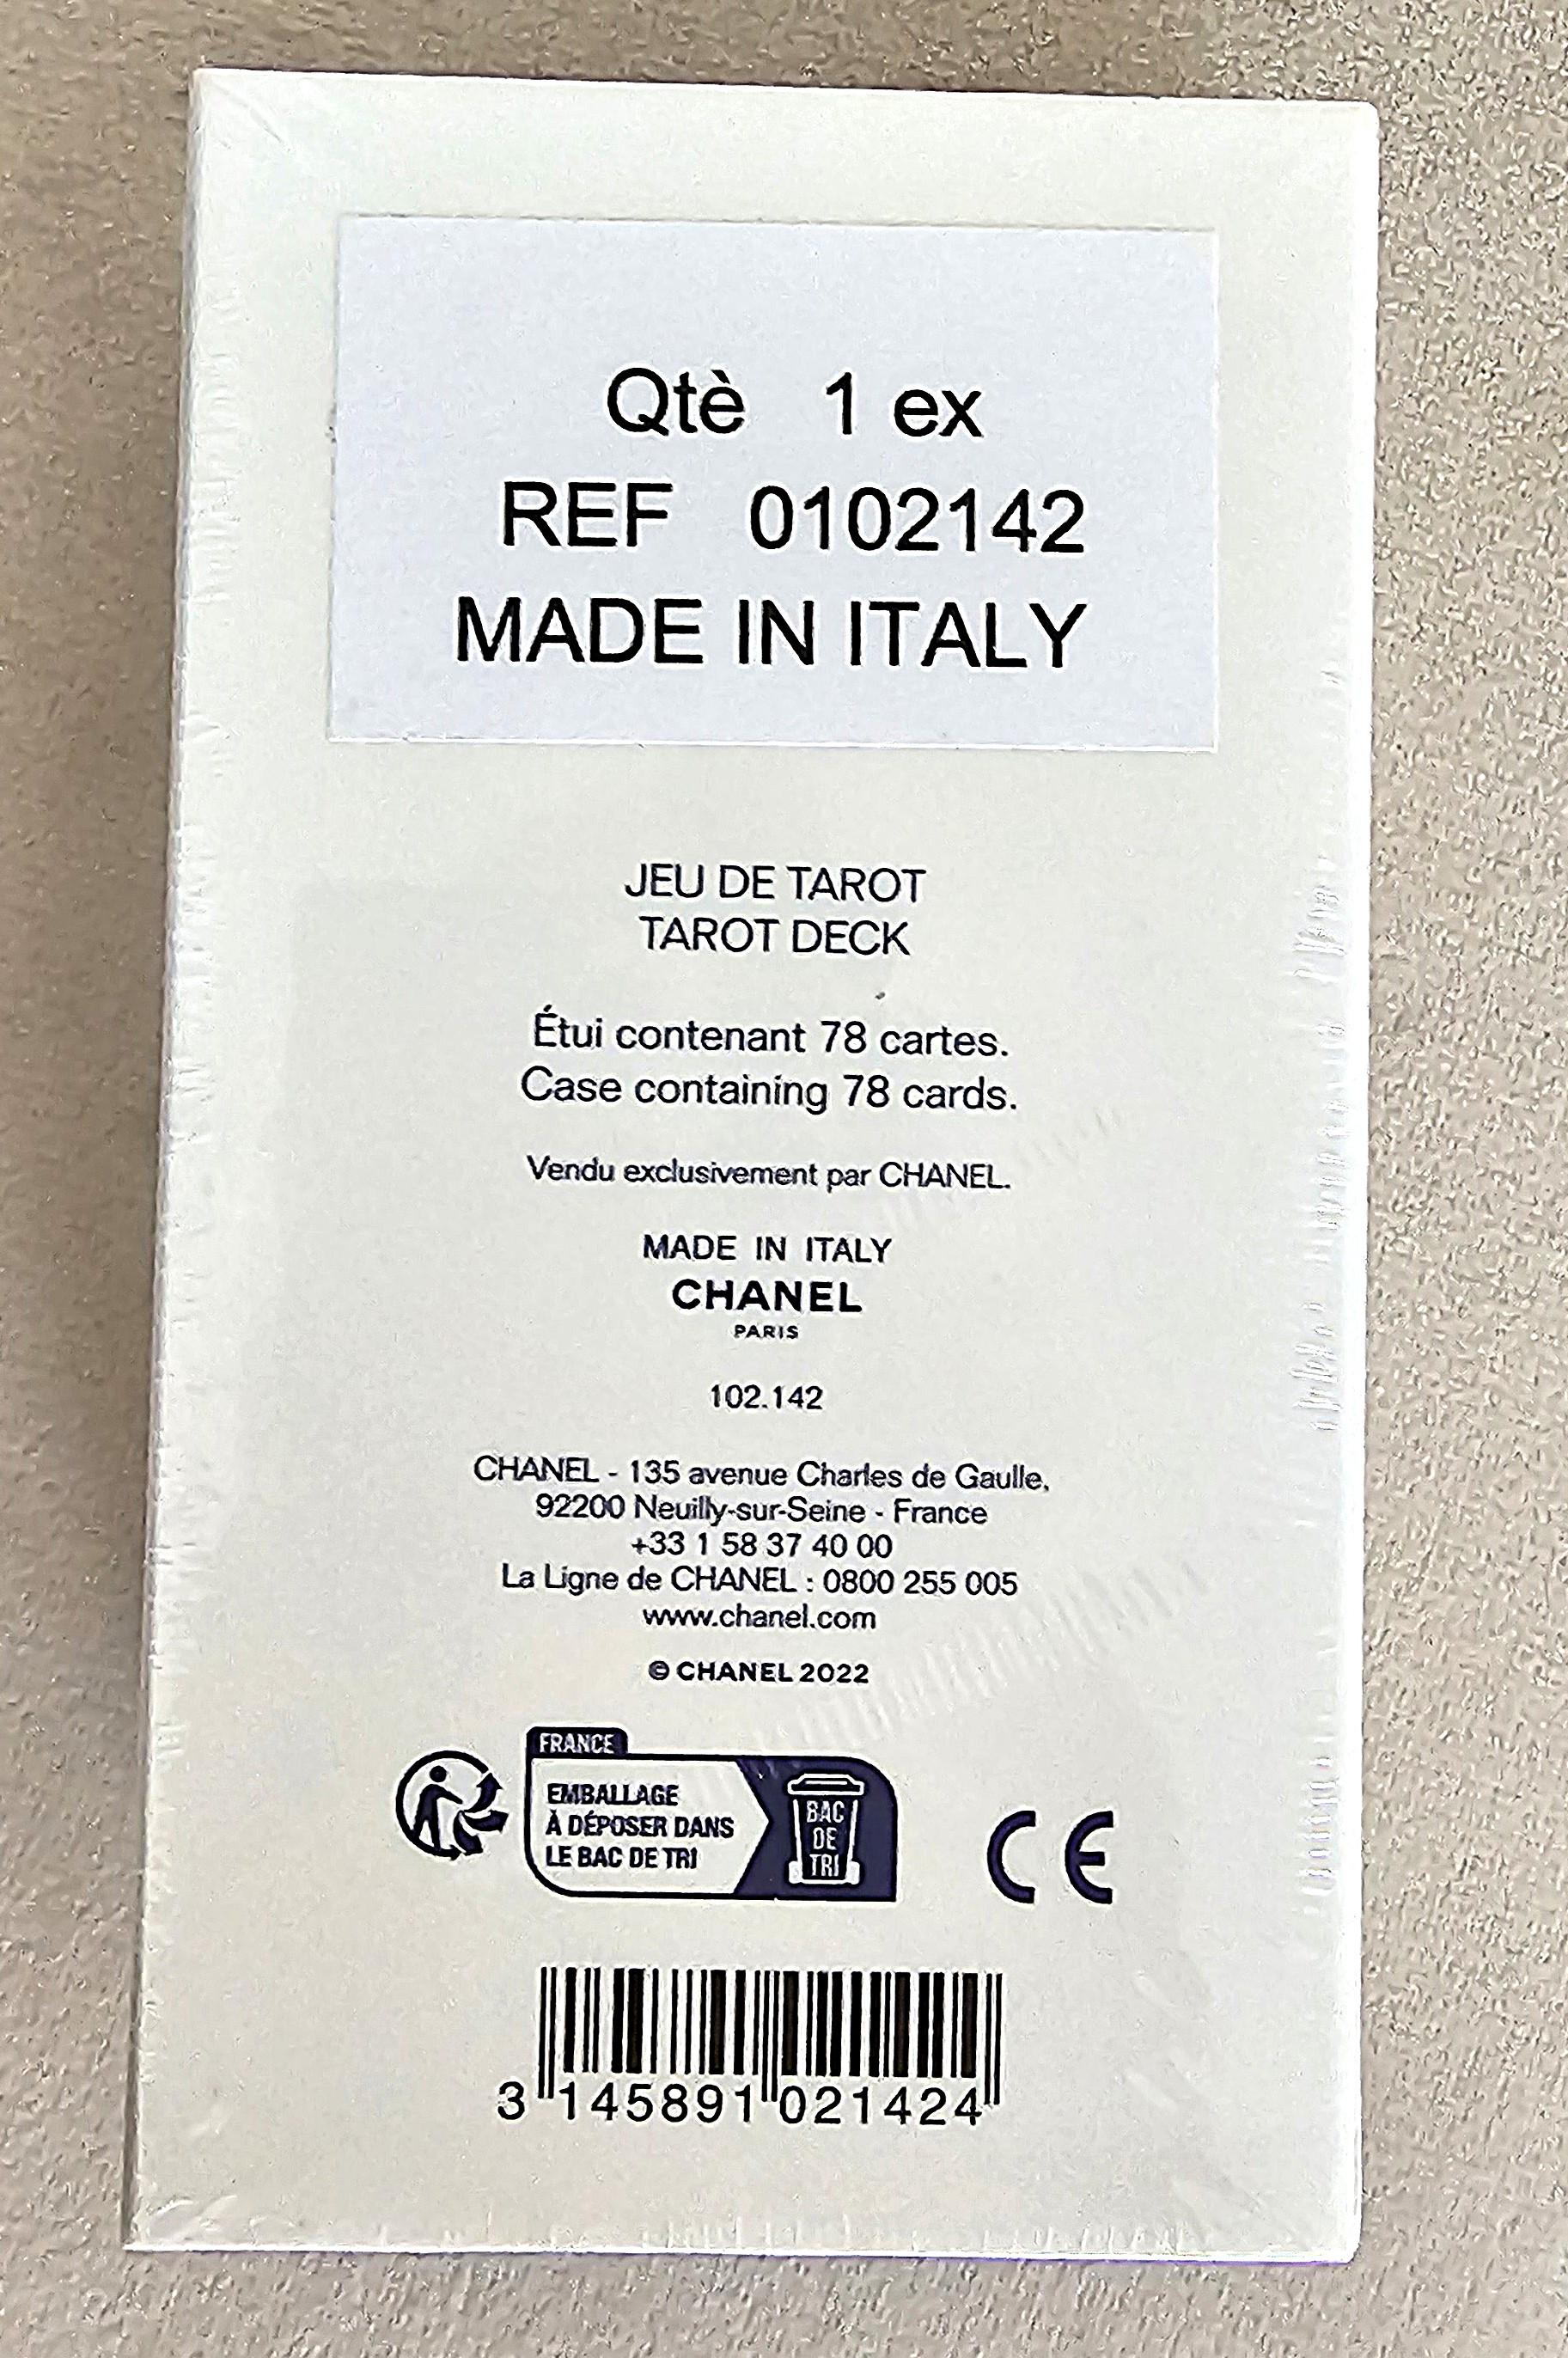 Qtè 1 ex
REF 0102142
MADE IN ITALY
JEU DE TAROT
TAROT DECK
Étui contenant 78 cartes.
Case containing 78 cards.
Vendu exclusivement par CHANEL.
MADE IN ITALY
CHANEL
PARIS
102.142
CHANEL - 135 avenue Charles de Gaulle,
92200 Neuilly-sur-Seine - France
+33 1 58 37 40 00
La Ligne de CHANEL : 0800 255 005
www.chanel.com
© CHANEL 2022
FRANCE
EMBALLAGE
À DÉPOSER DANS
LE BAC DE TRI
BAC
DE
TRI
CE
3 145891 021424